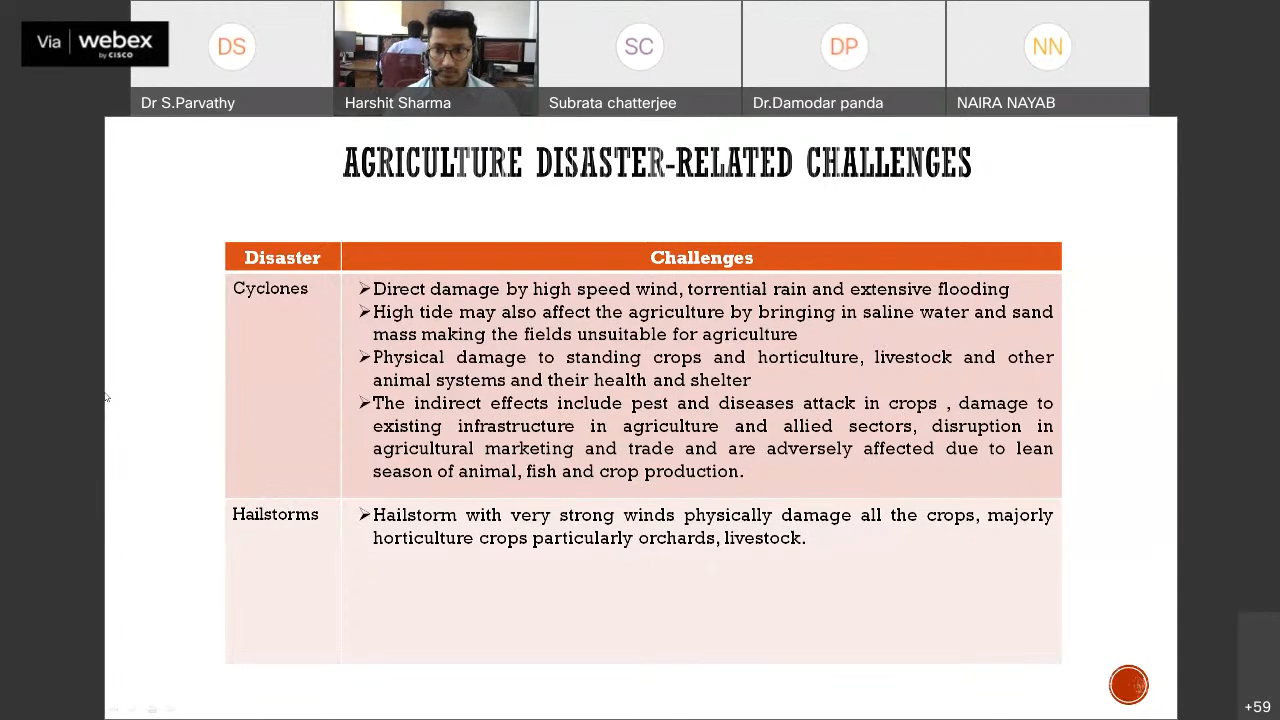 Via webex
by CISCO
DS
SC
DP
NN
Dr S.Parvathy
Harshit Sharma
Subrata chatterjee
Dr.Damodar panda
NAIRA NAYAB
AGRICULTURE DISASTER-RELATED CHALLENGES
Disaster
Challenges
Cyclones
➢Direct damage by high speed wind, torrential rain and extensive flooding
➢High tide may also affect the agriculture by bringing in saline water and sand
mass making the fields unsuitable for agriculture
➢Physical damage to standing crops and horticulture, livestock and other
animal systems and their health and shelter
➢The indirect effects include pest and diseases attack in crops , damage to
existing infrastructure in agriculture and allied sectors, disruption in
agricultural marketing and trade and are adversely affected due to lean
season of animal, fish and crop production.
Hailstorms
➢Hailstorm with very strong winds physically damage all the crops, majorly
horticulture crops particularly orchards, livestock.
+59